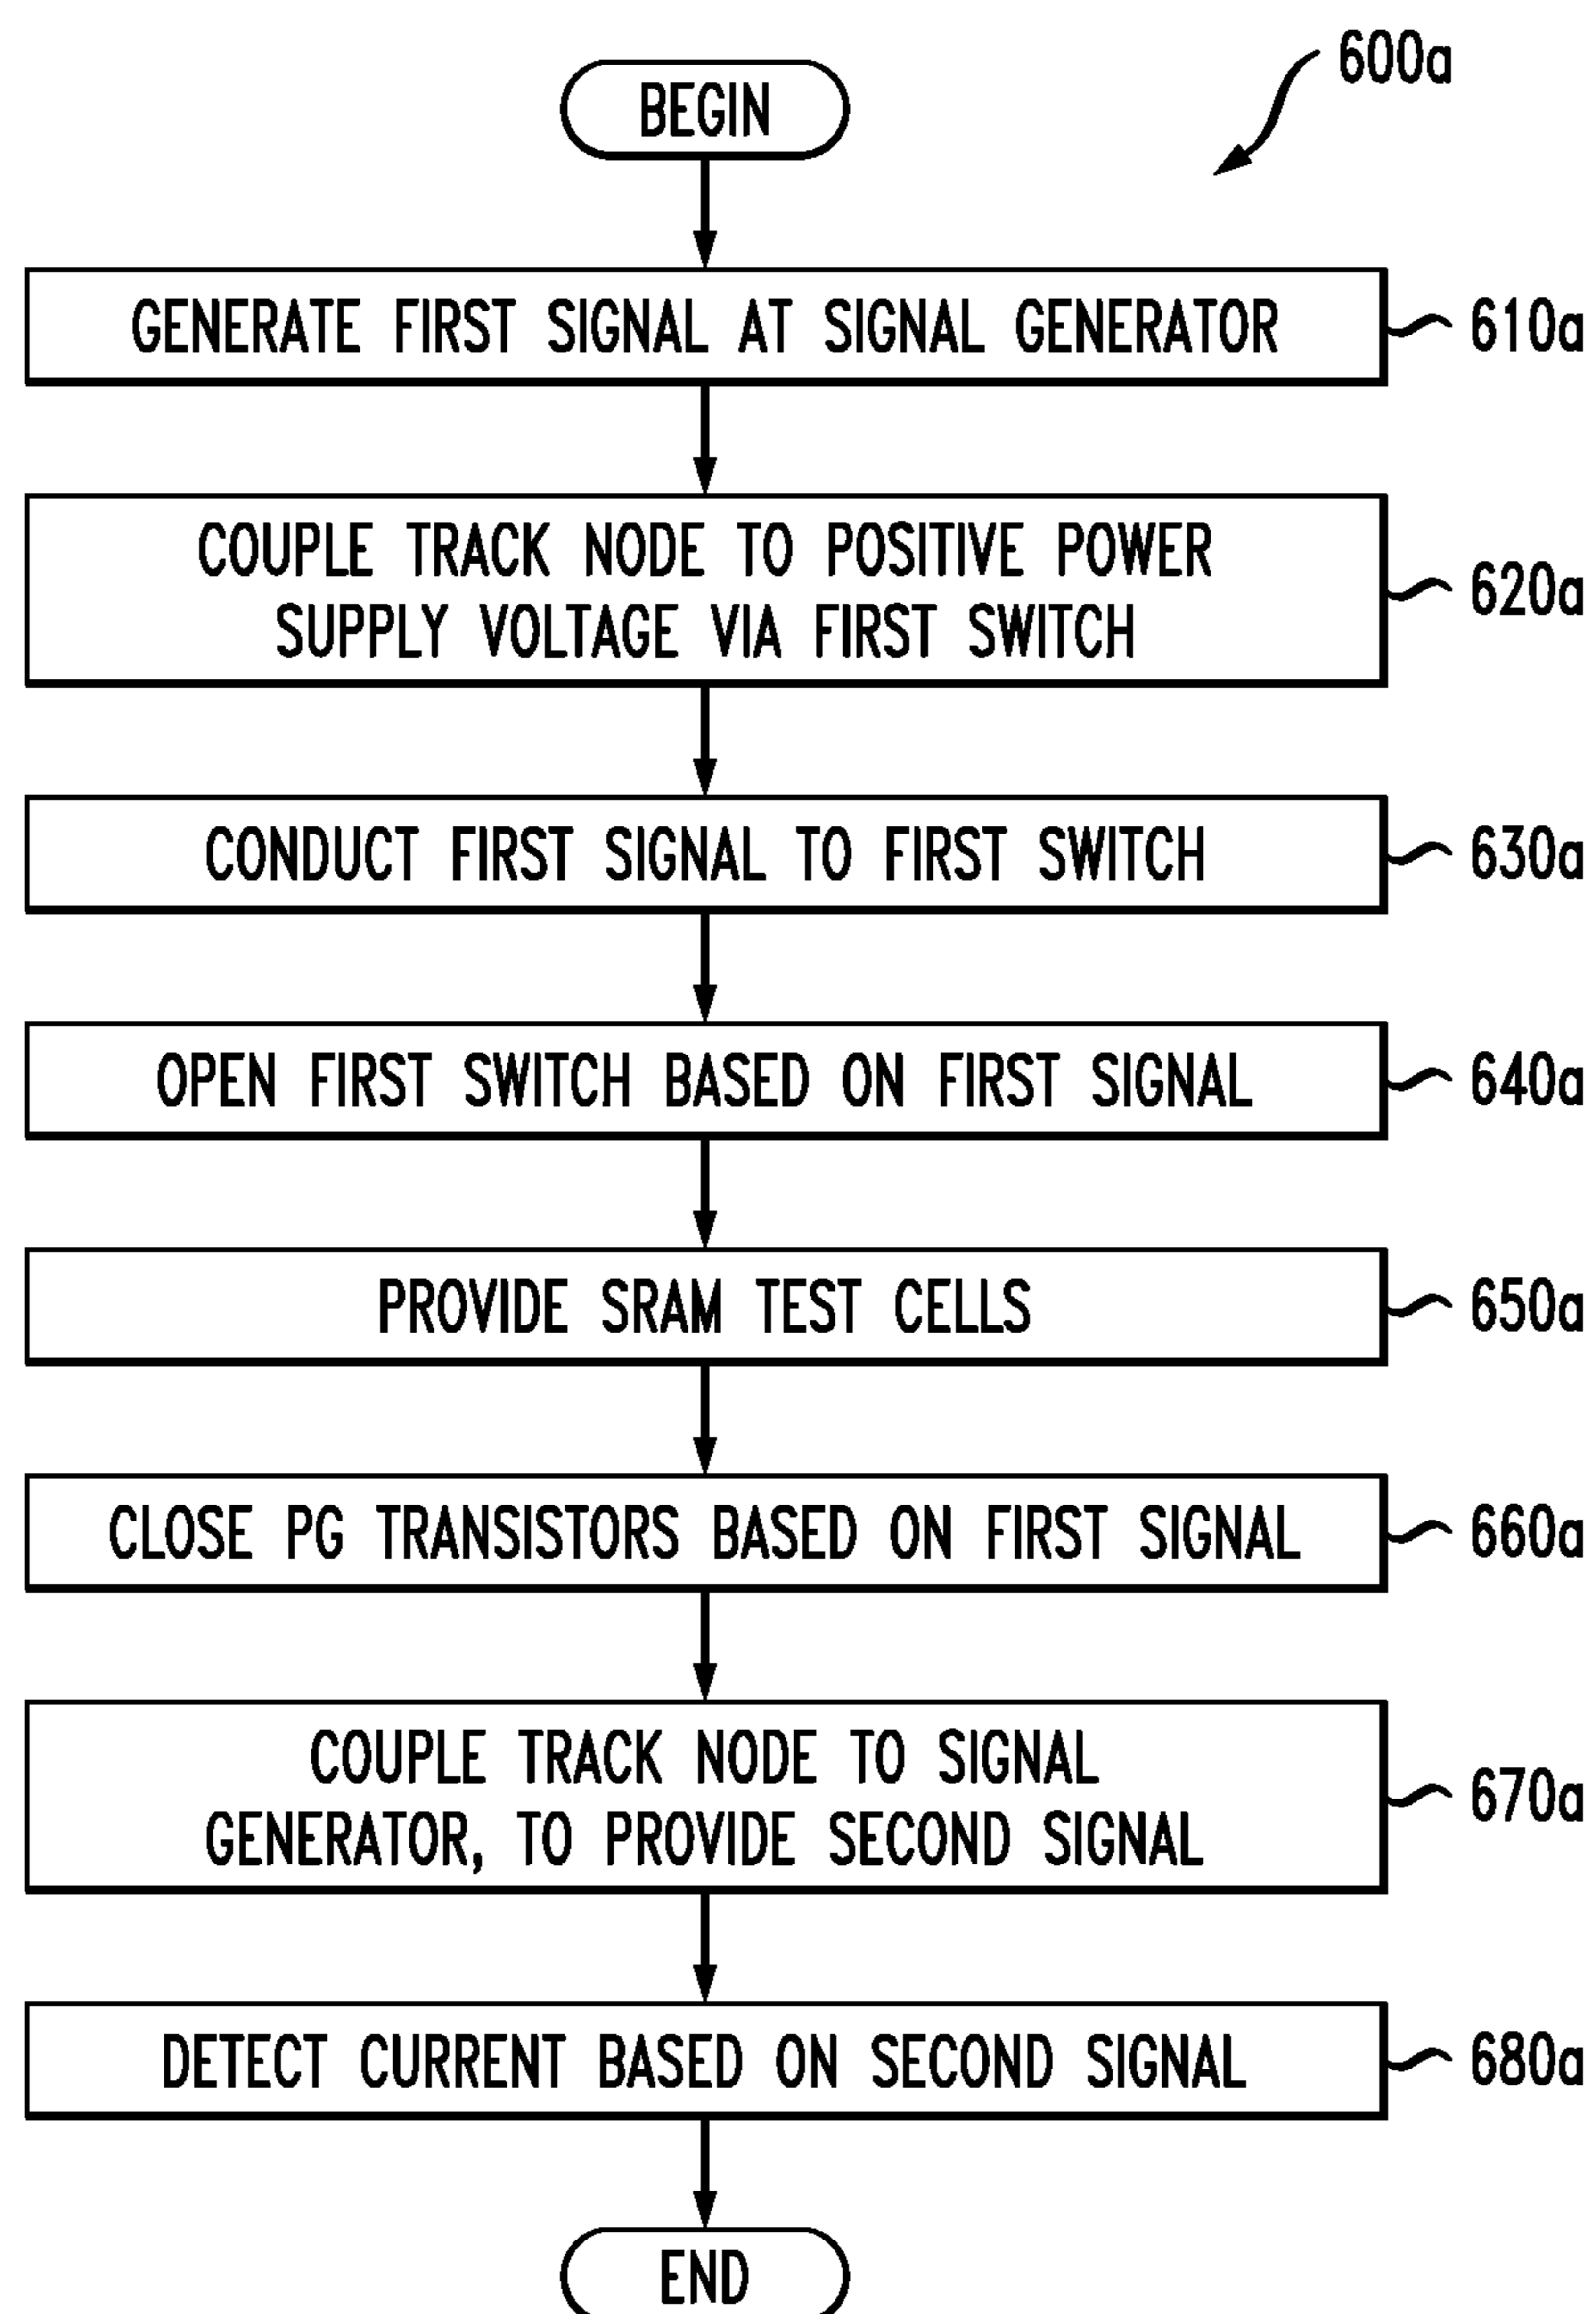 600a
BEGIN
GENERATE FIRST SIGNAL AT SIGNAL GENERATOR
610a
COUPLE TRACK NODE TO POSITIVE POWER
SUPPLY VOLTAGE VIA FIRST SWITCH
620a
CONDUCT FIRST SIGNAL TO FIRST SWITCH
630a
OPEN FIRST SWITCH BASED ON FIRST SIGNAL
640a
PROVIDE SRAM TEST CELLS
650a
CLOSE PG TRANSISTORS BASED ON FIRST SIGNAL
660a
COUPLE TRACK NODE TO SIGNAL
GENERATOR, TO PROVIDE SECOND SIGNAL
670a
DETECT CURRENT BASED ON SECOND SIGNAL
680a
END